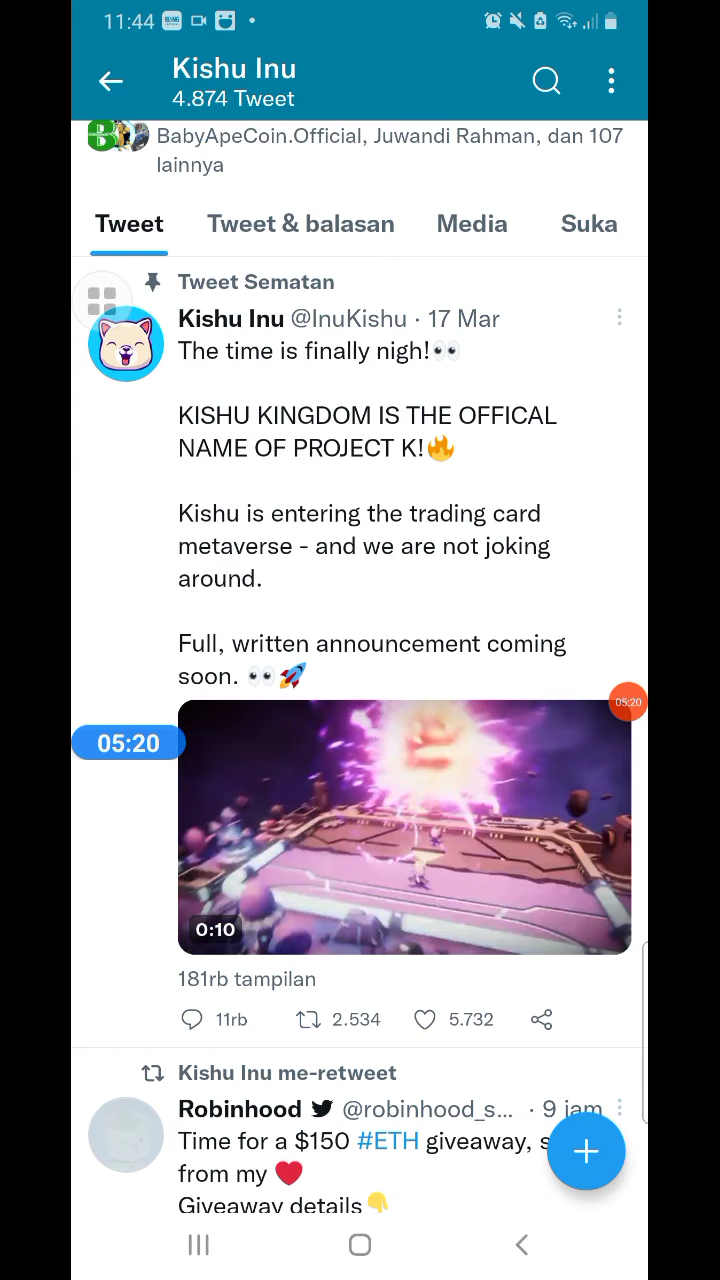 11:44
Kishu Inu
4.874 Tweet
BabyApeCoin.Official, Juwandi Rahman, dan 107
lainnya
Tweet Tweet & balasan Media Suka
Tweet Sematan
Kishu Inu @InuKishu · 17 Mar
The time is finally nigh!👀
KISHU KINGDOM IS THE OFFICAL
NAME OF PROJECT K!🔥
Kishu is entering the trading card
metaverse - and we are not joking
around.
Full, written announcement coming
soon. 👀🚀
05:20
05:20
0:10
181rb tampilan
11rb 2.534 5.732
Kishu Inu me-retweet
Robinhood @robinhood_s... · 9 jam
Time for a $150 #ETH giveaway,
from my ❤️
Giveaway details👇